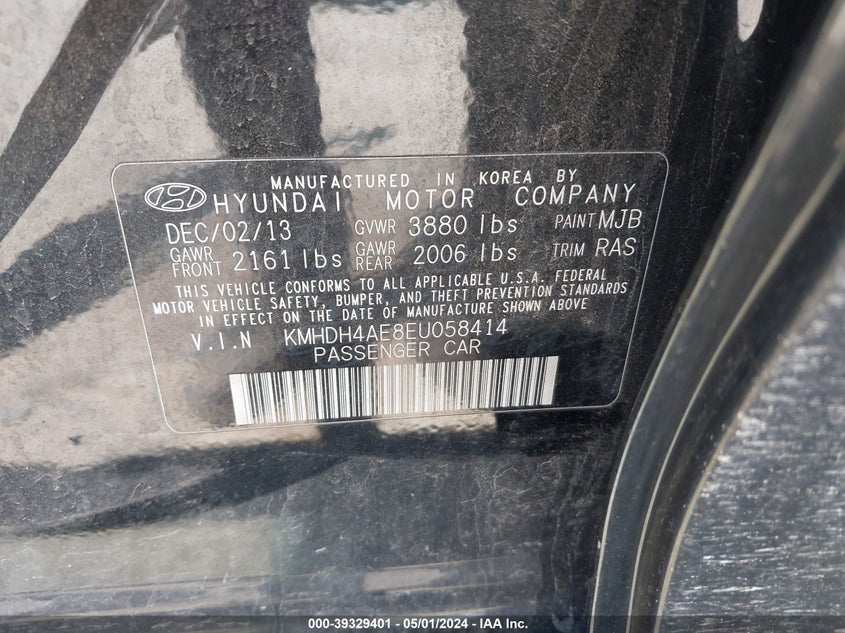 MANUFACTURED IN KOREA BY
HYUNDAI MOTOR COMPANY
DEC/02/13 GVWR 3880 lbs PAINT MJB
GAWR FRONT 2161 lbs GAWR REAR 2006 lbs TRIM RAS
THIS VEHICLE CONFORMS TO ALL APPLICABLE U.S.A. FEDERAL
MOTOR VEHICLE SAFETY, BUMPER, AND THEFT PREVENTION STANDARDS
IN EFFECT ON THE DATE OF MANUFACTURE SHOWN ABOVE
V.I.N KMHDH4AE8EU058414
PASSENGER CAR
000-39329401 - 05/01/2024 - IAA Inc.